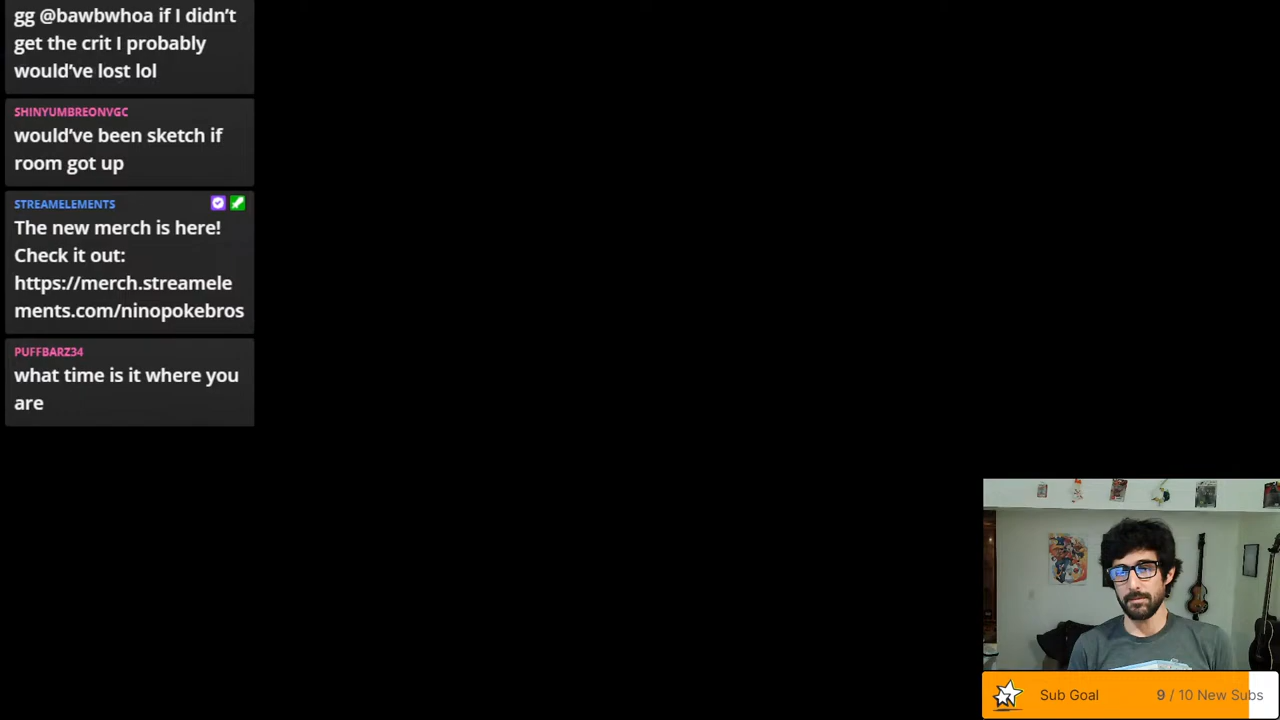 gg @bawbwhoa if I didn't
get the crit I probably
would've lost lol
SHINYUMBREONVGC
would've been sketch if
room got up
STREAMELEMENTS
The new merch is here!
Check it out:
https://merch.streamele
ments.com/ninopokebros
PUFFBARZ34
what time is it where you
are
Sub Goal 9 / 10 New Subs